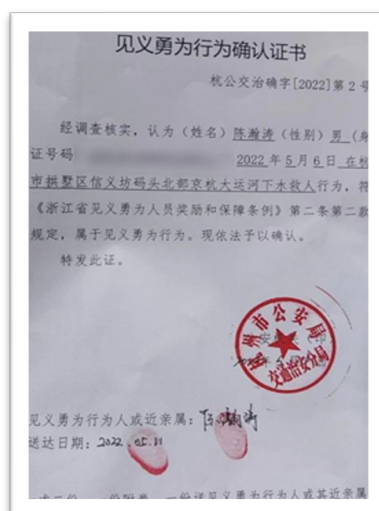 见义勇为行为确认证书
杭公交治确字[2022]第2号
经调查核实,认为(姓名)陈瀚涛(性别)男(身
证号码 2022年5月6日在杭
市拱墅区信义坊码头北部京杭大运河下水救人行为,符
《浙江省见义勇为人员奖励和保障条例》第二条第二款
规定,属于见义勇为行为。现依法予以确认。
特发此证。
杭州市公安局
交通治安分局
见义勇为行为人或近亲属:陈瀚涛
送达日期:2022.05.11
份附卷,一份送见义勇为行为人或其近亲属